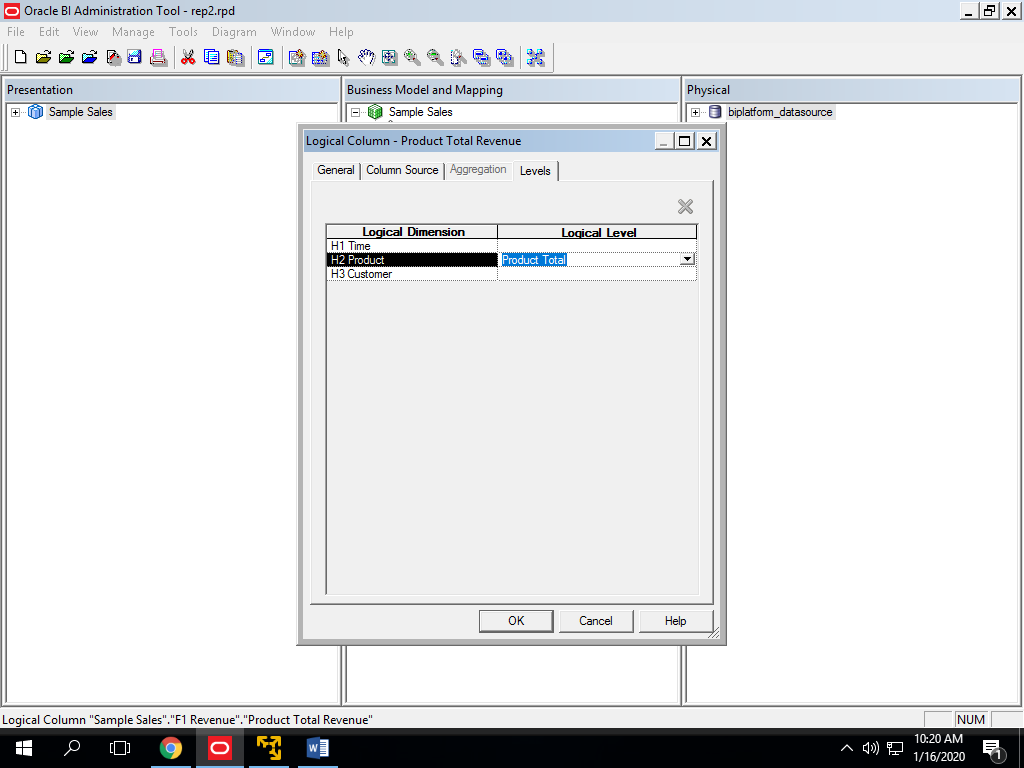 Oracle BI Administration Tool - rep2.rpd
File Edit View Manage Tools Diagram Window Help
Presentation
Business Model and Mapping
Physical
Sample Sales
Sample Sales
biplatform_datasource
Logical Column - Product Total Revenue
General
Column Source
Aggregation
Levels
Logical Dimension
Logical Level
H1 Time
H2 Product
Product Total
H3 Customer
OK
Cancel
Help
Logical Column "Sample Sales"."F1 Revenue"."Product Total Revenue"
NUM
10:20 AM
1/16/2020
1